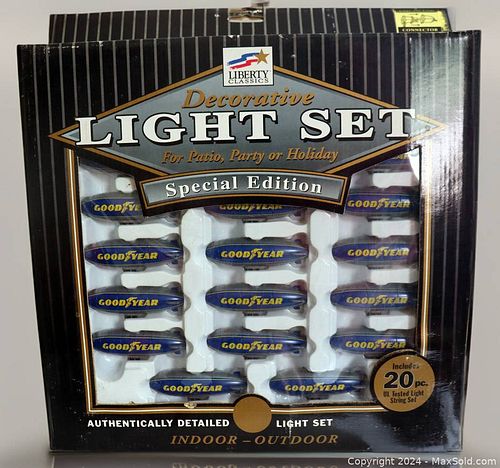 CONNECTOR
LIBERTY
CLASSICS
Decorative
LIGHT SET
For Patio, Party or Holiday
Special Edition
GOODYE
GOODYEAR
GOODYEAR
GOODYEAR GOODYEAR GOODYEAR
GOODYEAR GOODYEAR GOODYEAR
GOODYEAR GOODYEAR GOODYEAR
GOODYEAR GOODYEAR
Includes
20 pc.
UL Tested Light
String Set
AUTHENTICALLY DETAILED LIGHT SET
INDOOR – OUTDOOR
Copyright 2024 - MaxSold.com